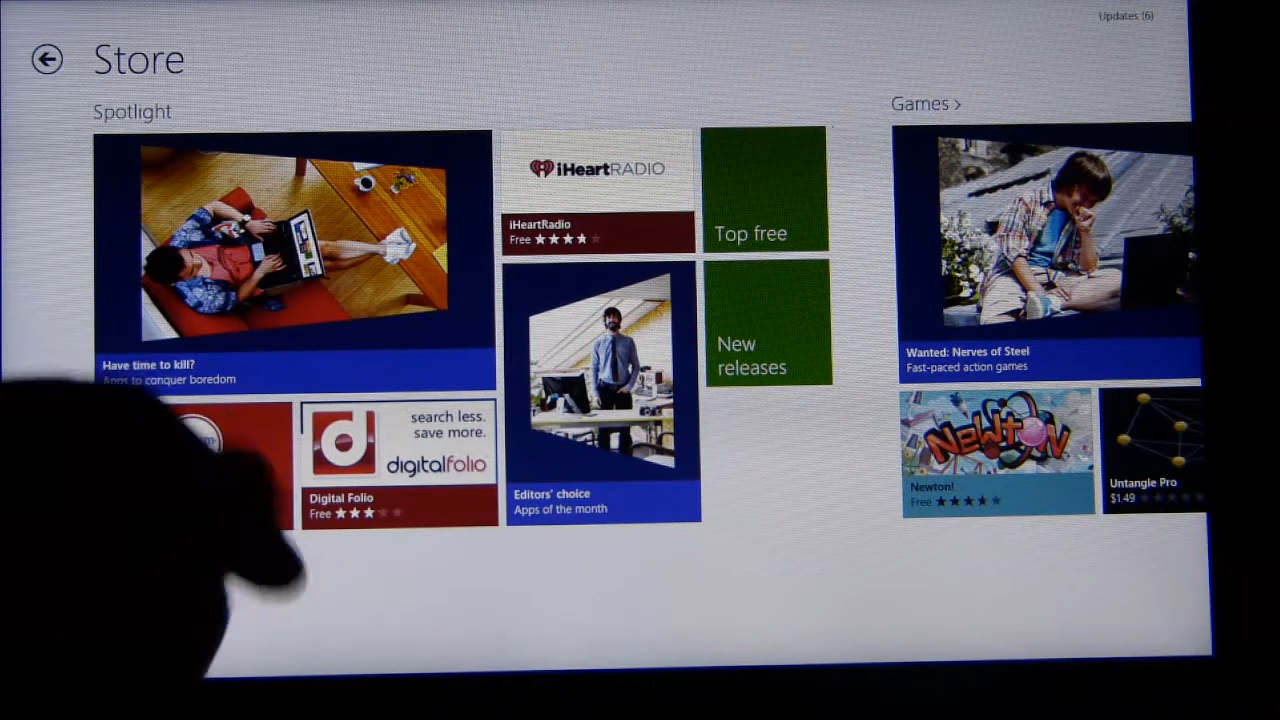 Updates (6)
Store
Spotlight
Have time to kill?
Apps to conquer boredom
iHeartRADIO
iHeartRadio
Free
Top free
New
releases
search less.
save more.
d
digitalfolio
Digital Folio
Free
Editors' choice
Apps of the month
Games >
Wanted: Nerves of Steel
Fast-paced action games
NEWTON
Newton!
Free
Untangle Pro
$1.49